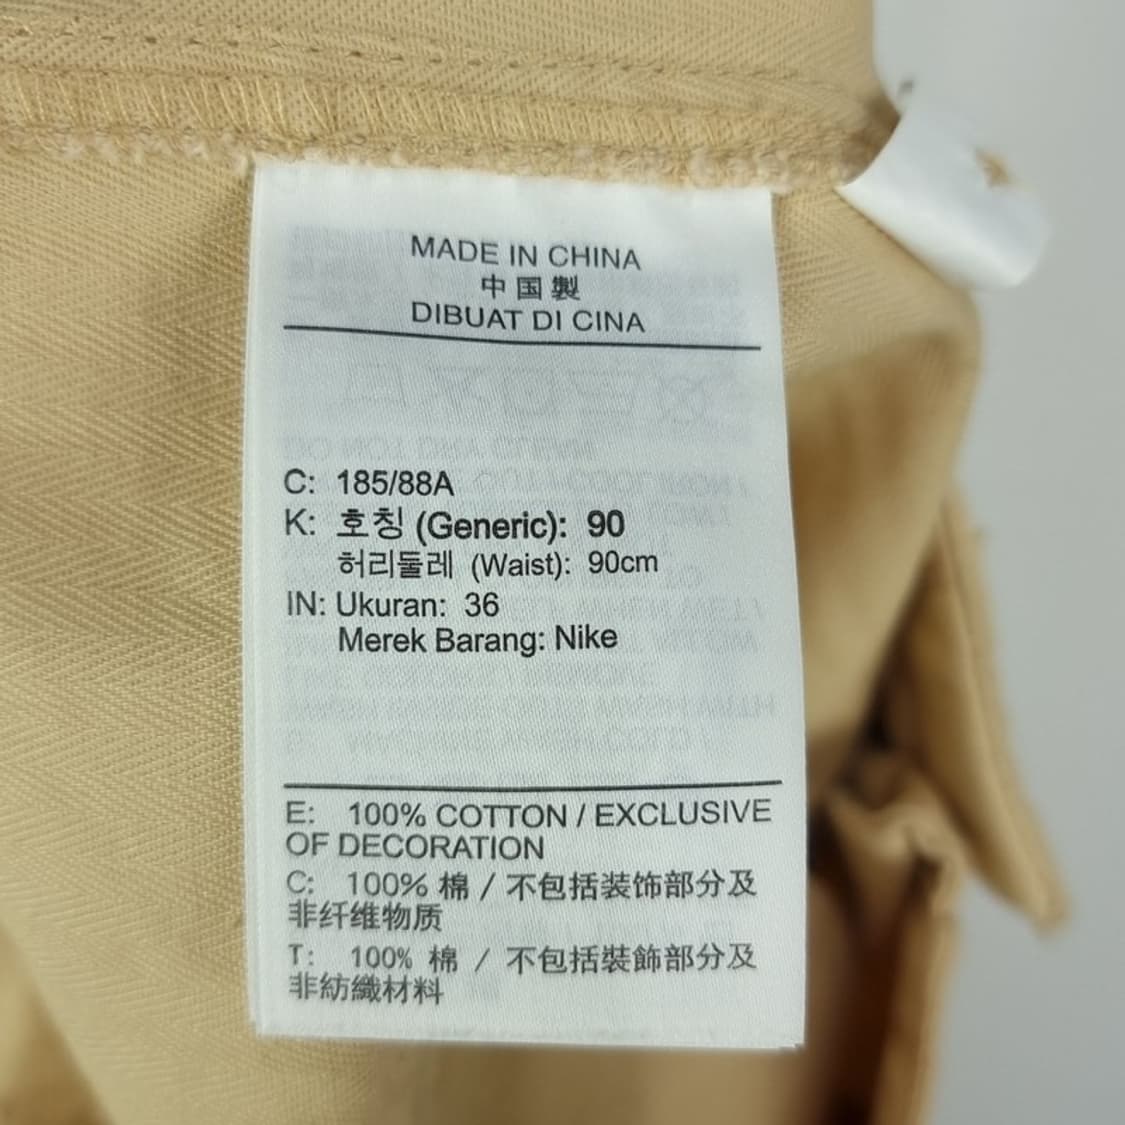 MADE IN CHINA
中国製
DIBUAT DI CINA
C: 185/88A
K: 호칭 (Generic): 90
허리둘레 (Waist): 90cm
IN: Ukuran: 36
Merek Barang: Nike
E: 100% COTTON / EXCLUSIVE
OF DECORATION
C: 100% 棉 / 不包括装饰部分及
非纤维物质
T: 100% 棉 / 不包括裝飾部分及
非紡織材料